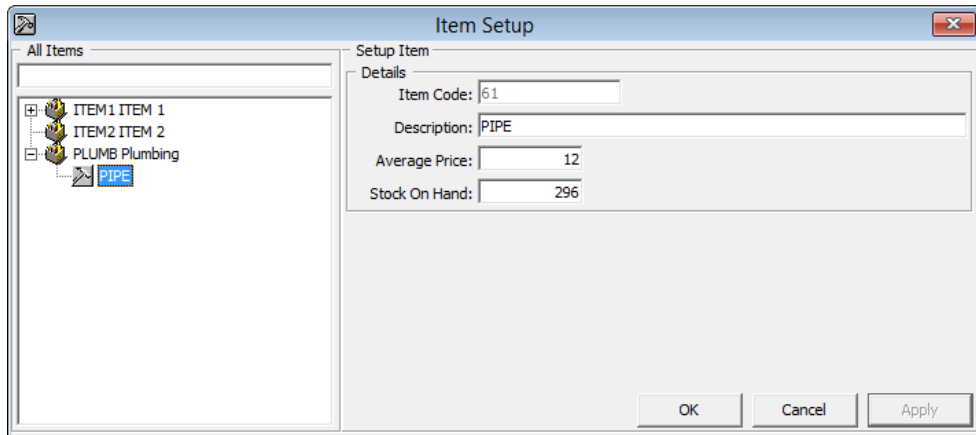 Item Setup
All Items
ITEM1 ITEM 1
ITEM2 ITEM 2
PLUMB Plumbing
PIPE
Setup Item
Details
Item Code: 61
Description: PIPE
Average Price: 12
Stock On Hand: 296
OK Cancel Apply